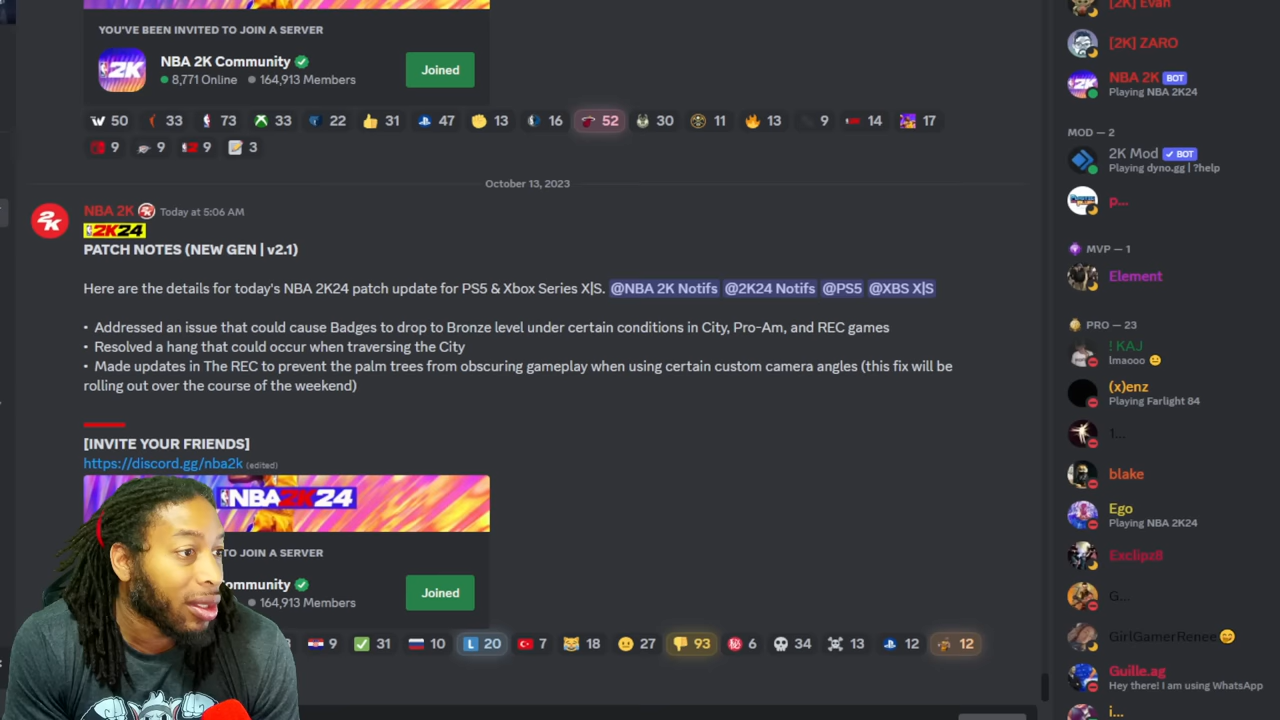 YOU'VE BEEN INVITED TO JOIN A SERVER
2K
NBA 2K Community
8,771 Online 164,913 Members
Joined
50 33 73 33 22 31 47 13 16 52 30 11 13 9 14 17
9 9 9 3
October 13, 2023
2K
NBA 2K Today at 5:06 AM
2K24
PATCH NOTES (NEW GEN | v2.1)
Here are the details for today's NBA 2K24 patch update for PS5 & Xbox Series X|S. @NBA 2K Notifs @2K24 Notifs @PS5 @XBS X|S
• Addressed an issue that could cause Badges to drop to Bronze level under certain conditions in City, Pro-Am, and REC games
• Resolved a hang that could occur when traversing the City
• Made updates in The REC to prevent the palm trees from obscuring gameplay when using certain custom camera angles (this fix will be
rolling out over the course of the weekend)
[INVITE YOUR FRIENDS]
https://discord.gg/nba2k (edited)
NBA2K24
TO JOIN A SERVER
ommunity
164,913 Members
Joined
9 31 10 L 20 7 18 27 93 6 34 13 12 12
[2K] Evan
[2K] ZARO
NBA 2K BOT
Playing NBA 2K24
MOD — 2
2K Mod BOT
Playing dyno.gg | ?help
p...
MVP — 1
Element
PRO — 23
! KAJ
lmaooo
(x)enz
Playing Farlight 84
1...
blake
Ego
Playing NBA 2K24
Exclipz8
G...
GirlGamerRenee
Guille.ag
Hey there! I am using WhatsApp
i...